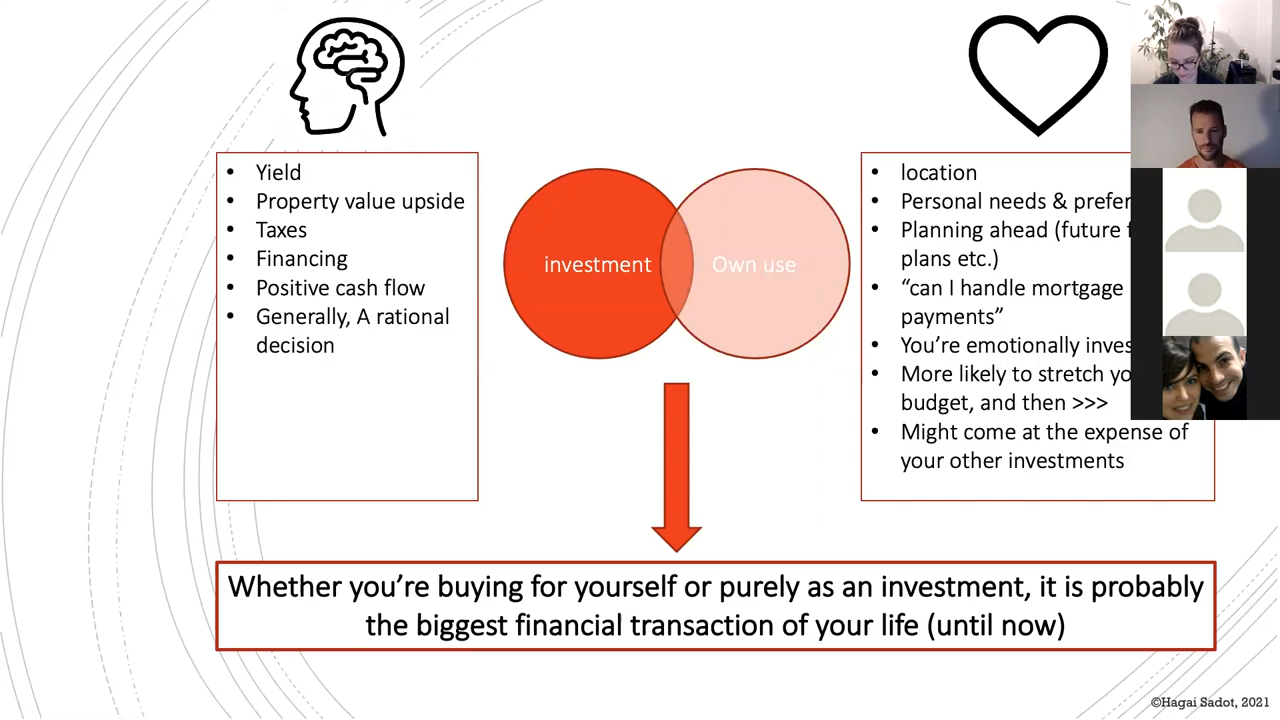 Yield
Property value upside
Taxes
Financing
Positive cash flow
Generally, A rational
decision
investment
Own use
location
Personal needs &
Planning ahead (future
plans etc.)
“can I handle mortgage
payments”
You’re emotionally
More likely to stretch
budget, and then >>>
Might come at the expense of
your other investments
Whether you’re buying for yourself or purely as an investment, it is probably
the biggest financial transaction of your life (until now)
©Hagai Sadot, 2021